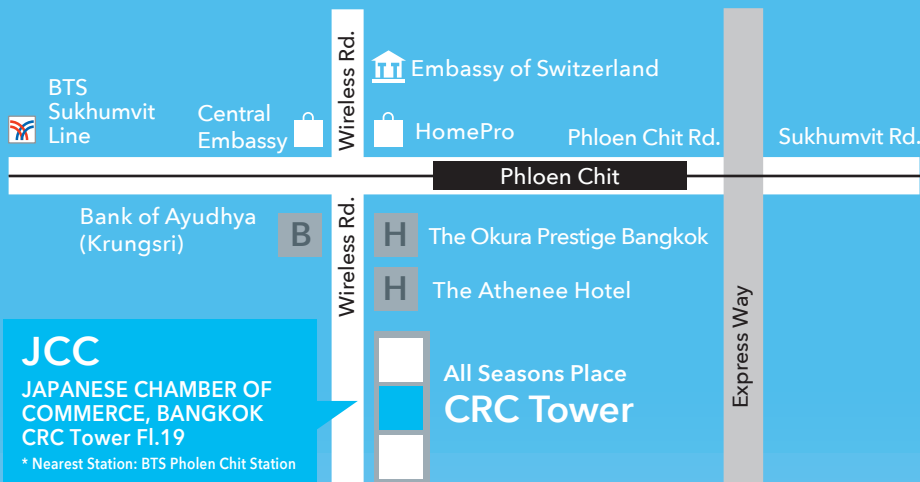 Wireless Rd.
Embassy of Switzerland
BTS
Sukhumvit
Line
Central
Embassy
HomePro
Phloen Chit Rd.
Sukhumvit Rd.
Phloen Chit
Bank of Ayudhya
(Krungsri)
B
Wireless Rd.
H
The Okura Prestige Bangkok
H
The Athenee Hotel
Express Way
JCC
JAPANESE CHAMBER OF
COMMERCE, BANGKOK
CRC Tower Fl.19
* Nearest Station: BTS Pholen Chit Station
All Seasons Place
CRC Tower